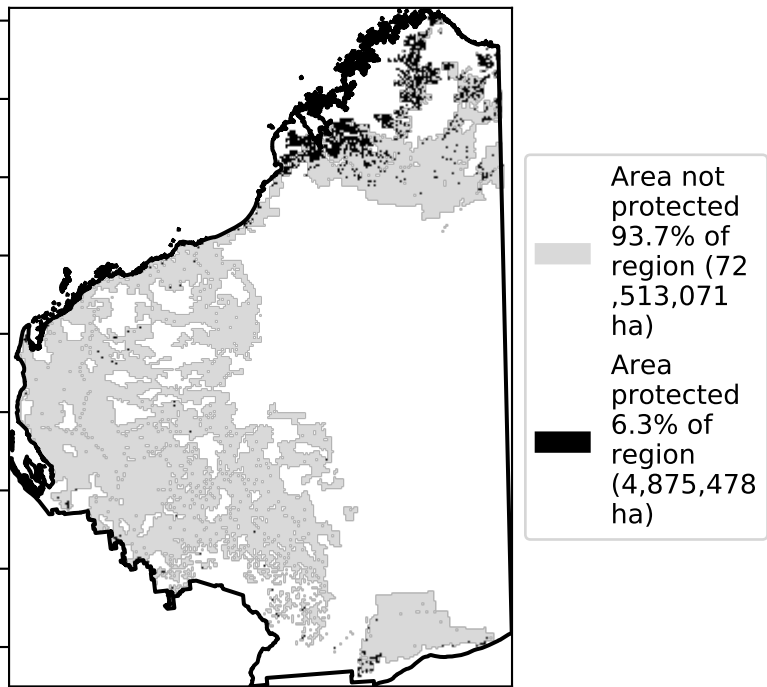 Area not
protected
93.7% of
region (72
,513,071
ha)
Area
protected
6.3% of
region
(4,875,478
ha)